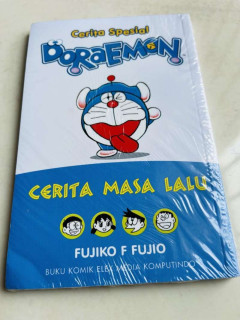 Cerita Spesial
DORAEMON
CERITA MASA LALU
FUJIKO F FUJIO
BUKU KOMIK ELEX MEDIA KOMPUTINDO